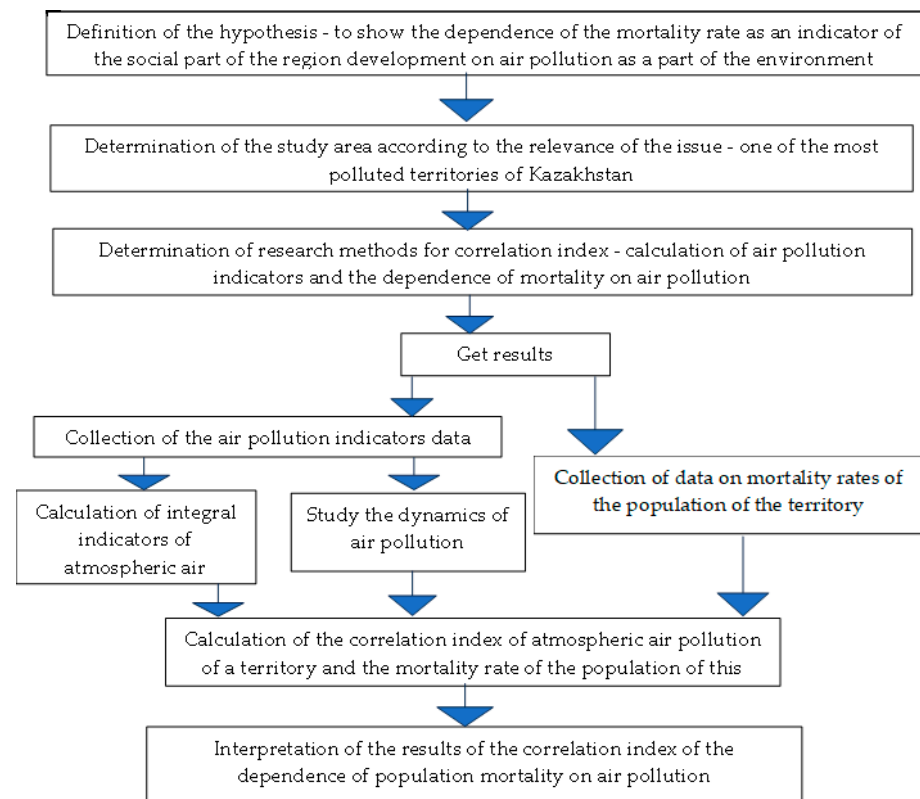 Definition of the hypothesis - to show the dependence of the mortality rate as an indicator of
the social part of the region development on air pollution as a part of the environment
Determination of the study area according to the relevance of the issue - one of the most
polluted territories of Kazakhstan
Determination of research methods for correlation index - calculation of air pollution
indicators and the dependence of mortality on air pollution
Get results
Collection of the air pollution indicators data
Collection of data on mortality rates of
the population of the territory
Calculation of integral
indicators of
atmospheric air
Study the dynamics of
air pollution
Calculation of the correlation index of atmospheric air pollution
of a territory and the mortality rate of the population of this
Interpretation of the results of the correlation index of the
dependence of population mortality on air pollution